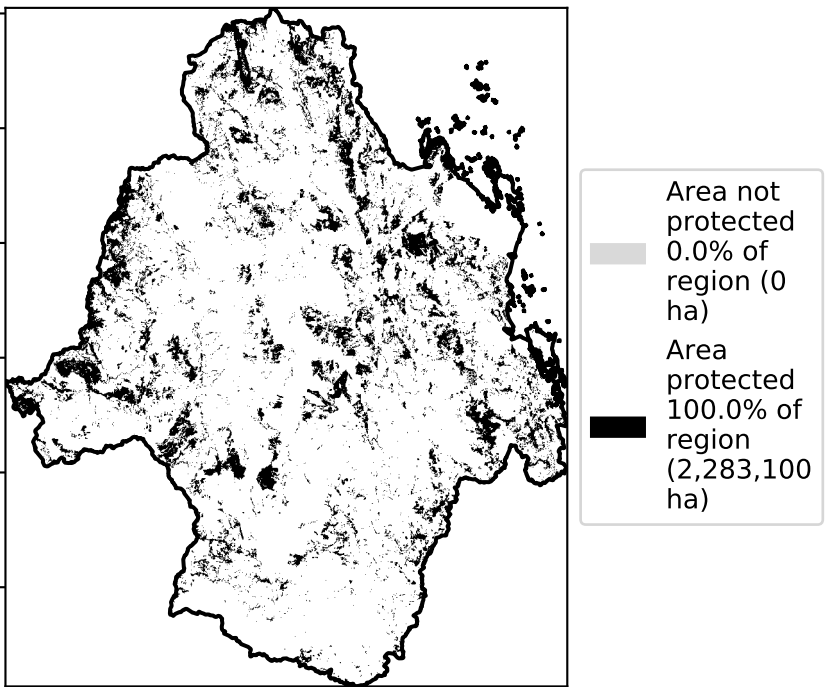 Area not
protected
0.0% of
region (0
ha)
Area
protected
100.0% of
region
(2,283,100
ha)